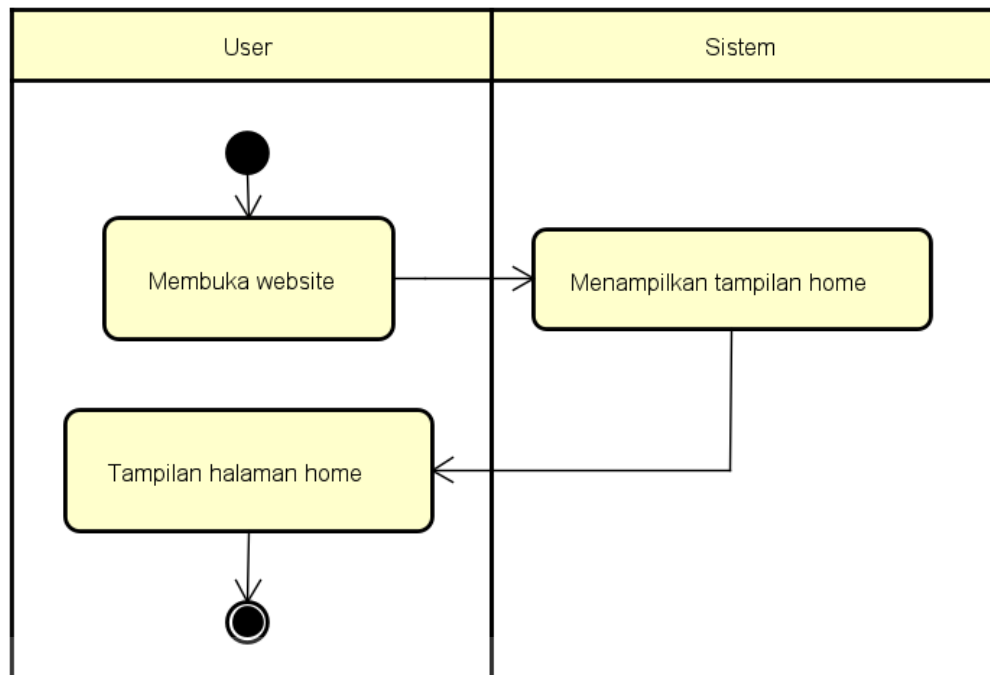 User
Sistem
Membuka website
Menampilkan tampilan home
Tampilan halaman home